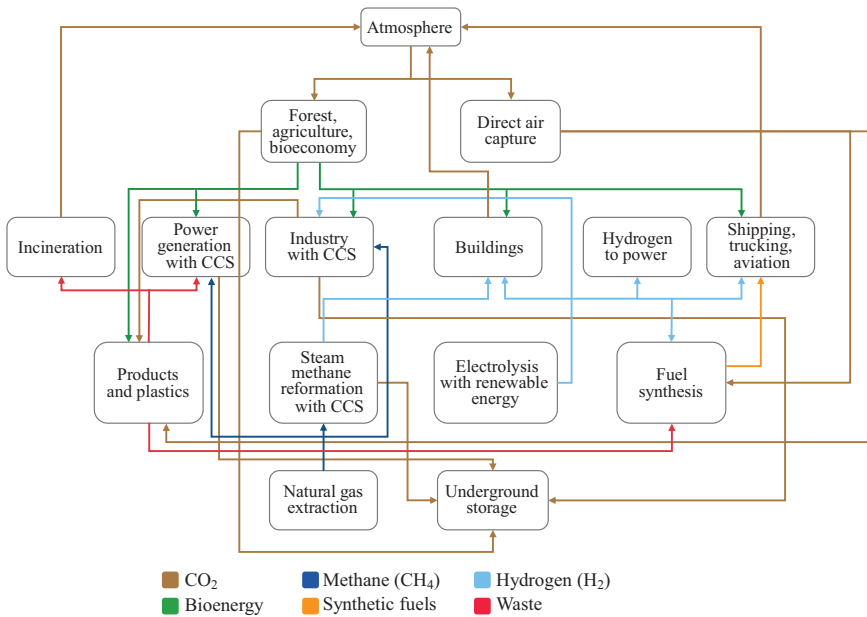 Atmosphere
Forest,
agriculture,
bioeconomy
Direct air
capture
Incineration
Power
generation
with CCS
Industry
with CCS
Buildings
Hydrogen
to power
Shipping,
trucking,
aviation
Products
and plastics
Steam
methane
reformation
with CCS
Electrolysis
with renewable
energy
Fuel
synthesis
Natural gas
extraction
Underground
storage
CO₂
Methane (CH₄)
Hydrogen (H₂)
Bioenergy
Synthetic fuels
Waste